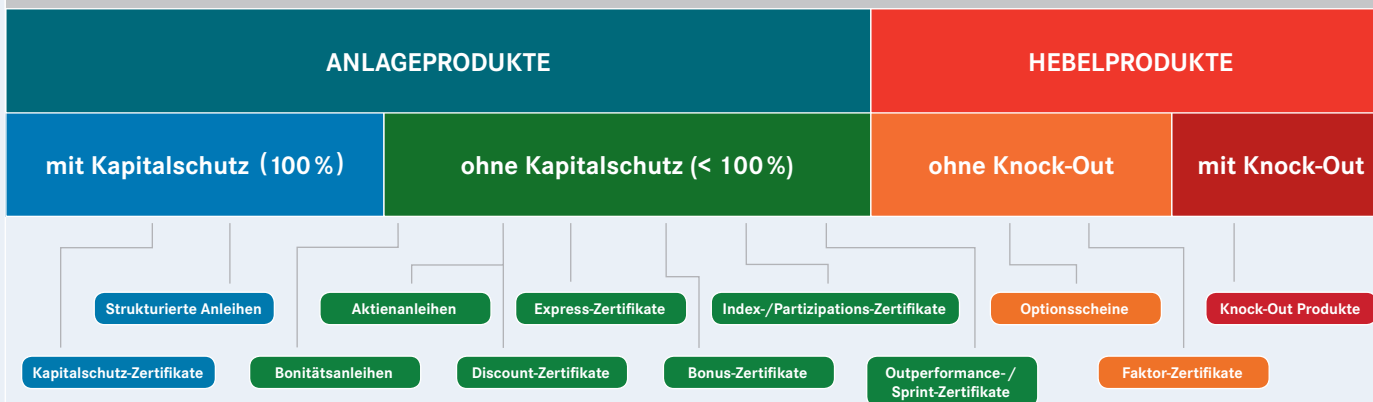 ANLAGEPRODUKTE
HEBELPRODUKTE
mit Kapitalschutz (100 %)
ohne Kapitalschutz (< 100 %)
ohne Knock-Out
mit Knock-Out
Strukturierte Anleihen
Aktienanleihen
Express-Zertifikate
Index-/Partizipations-Zertifikate
Optionsscheine
Knock-Out Produkte
Kapitalschutz-Zertifikate
Bonitätsanleihen
Discount-Zertifikate
Bonus-Zertifikate
Outperformance-/
Sprint-Zertifikate
Faktor-Zertifikate